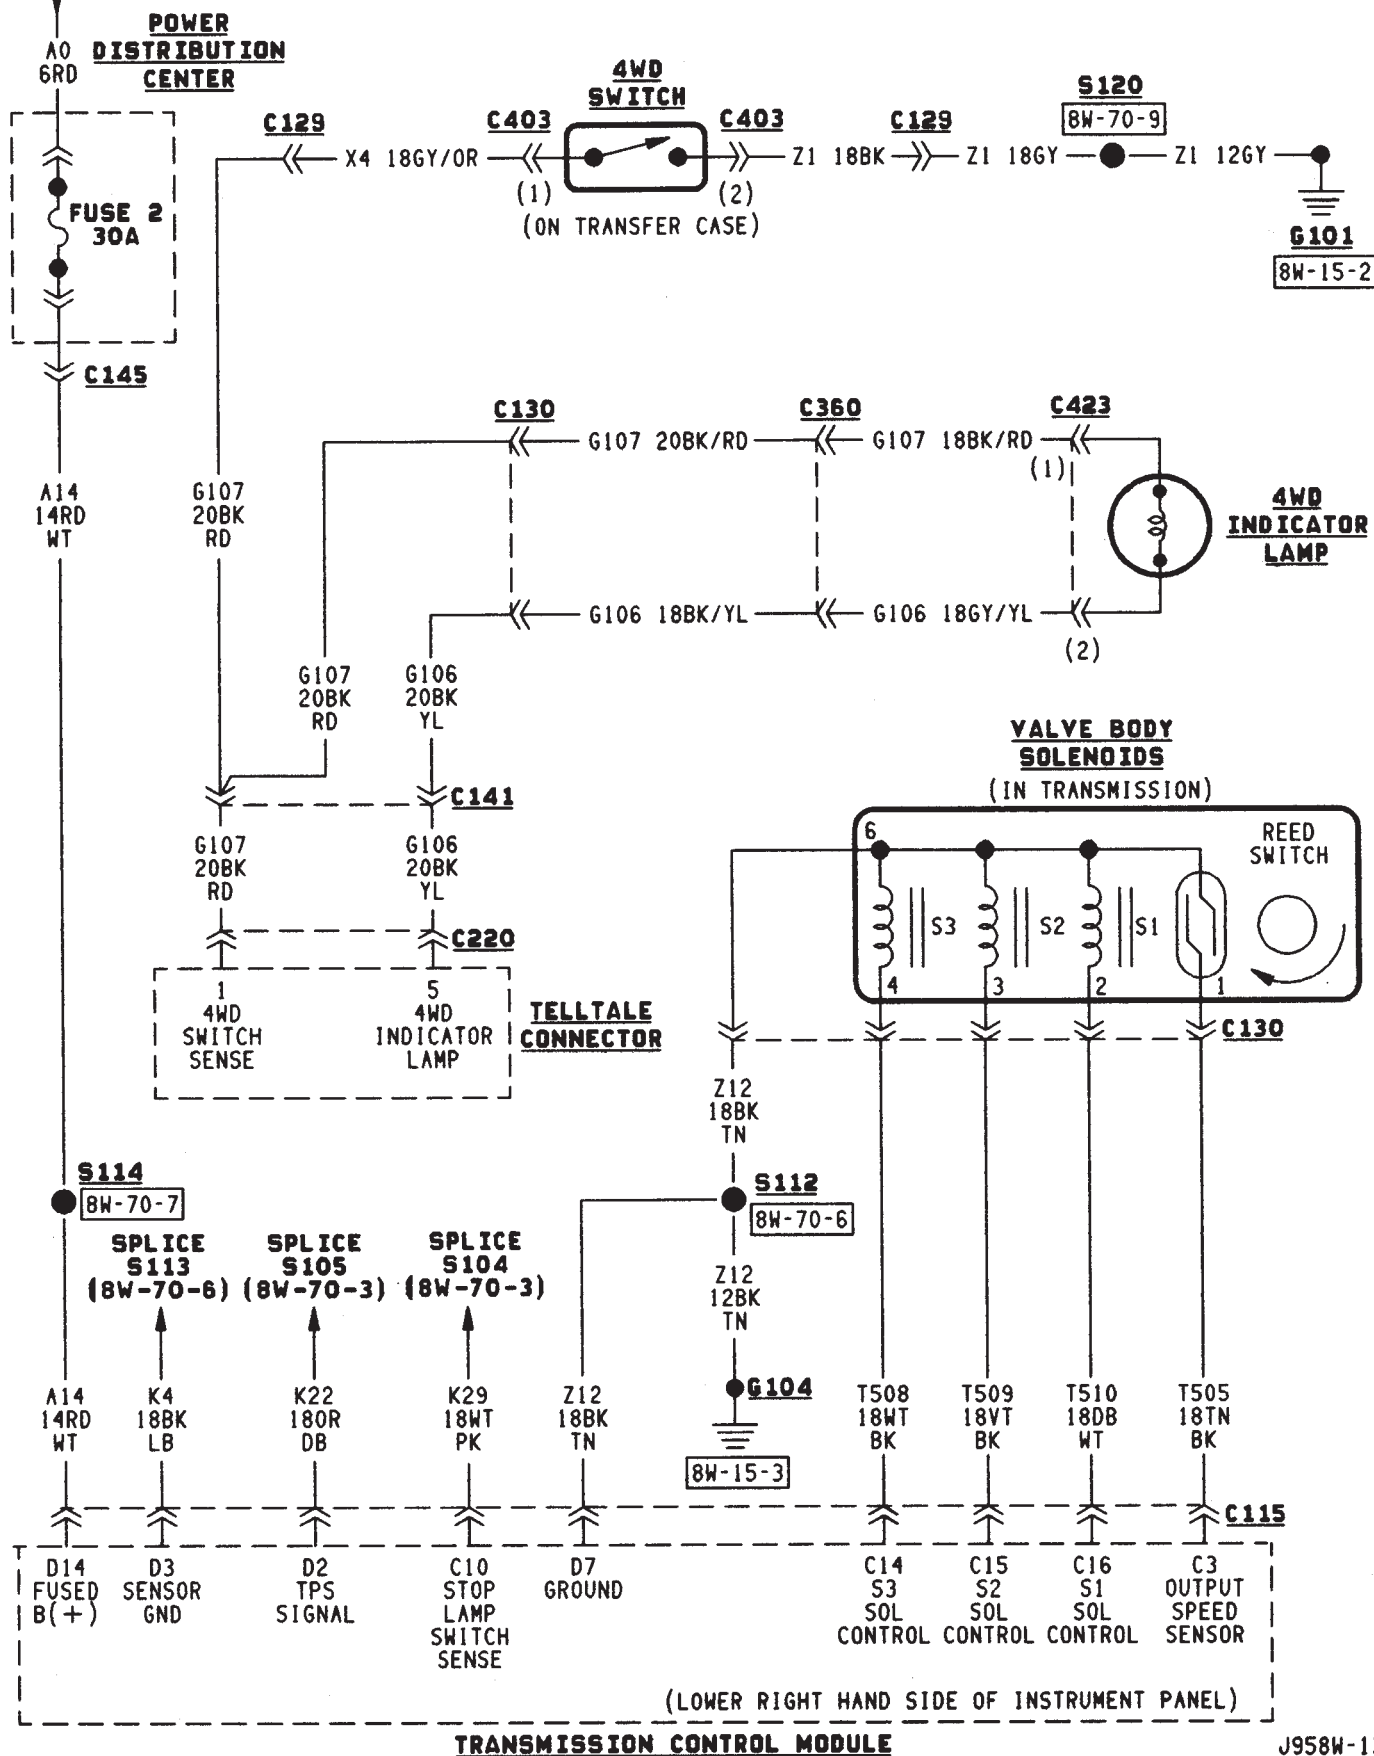 POWER
DISTRIBUTION
CENTER
A0
6RD
FUSE 2
30A
C145
C129
X4 18GY/OR
C403
(1)
4WD
SWITCH
C403
(2)
(ON TRANSFER CASE)
Z1 18BK
C129
Z1 18GY
S120
8W-70-9
Z1 12GY
G101
8W-15-2
A14
14RD
WT
G107
20BK
RD
C130
G107 20BK/RD
C360
G107 18BK/RD
C423
(1)
4WD
INDICATOR
LAMP
G106 18BK/YL
G106 18GY/YL
(2)
G107
20BK
RD
G106
20BK
YL
C141
G107
20BK
RD
G106
20BK
YL
C220
1
4WD
SWITCH
SENSE
5
4WD
INDICATOR
LAMP
TELLTALE
CONNECTOR
VALVE BODY
SOLENOIDS
(IN TRANSMISSION)
6
REED
SWITCH
S3
S2
S1
4
3
2
1
C130
Z12
18BK
TN
S114
8W-70-7
S112
8W-70-6
SPLICE
S113
(8W-70-6)
SPLICE
S105
(8W-70-3)
SPLICE
S104
(8W-70-3)
Z12
12BK
TN
G104
8W-15-3
A14
14RD
WT
K4
18BK
LB
K22
18OR
DB
K29
18WT
PK
Z12
18BK
TN
T508
18WT
BK
T509
18VT
BK
T510
18DB
WT
T505
18TN
BK
C115
D14
FUSED
B(+)
D3
SENSOR
GND
D2
TPS
SIGNAL
C10
STOP
LAMP
SWITCH
SENSE
D7
GROUND
C14
S3
SOL
CONTROL
C15
S2
SOL
CONTROL
C16
S1
SOL
CONTROL
C3
OUTPUT
SPEED
SENSOR
(LOWER RIGHT HAND SIDE OF INSTRUMENT PANEL)
TRANSMISSION CONTROL MODULE